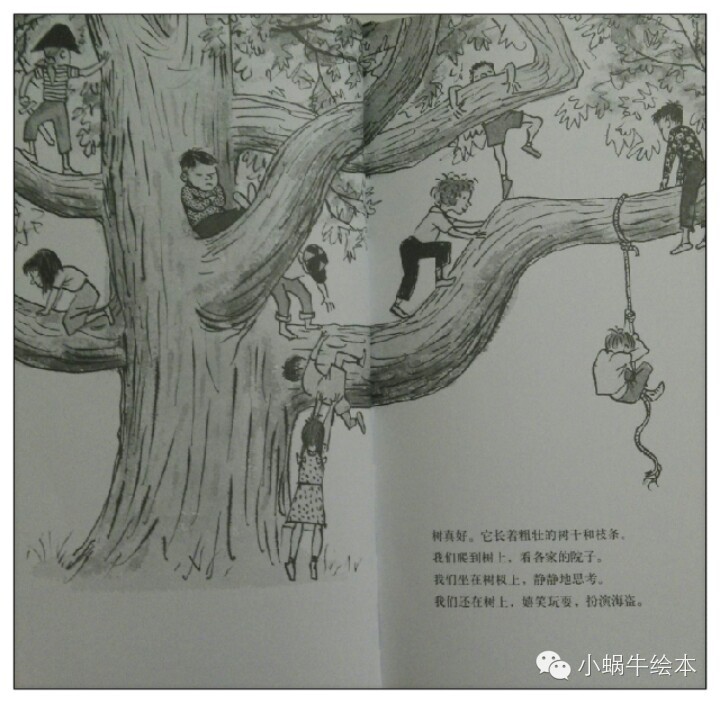 树真好。它长着粗壮的树干和枝条。
我们爬到树上，看各家的院子。
我们坐在树杈上，静静地思考。
我们还在树上，嬉笑玩耍，扮演海盗。
小蜗牛绘本